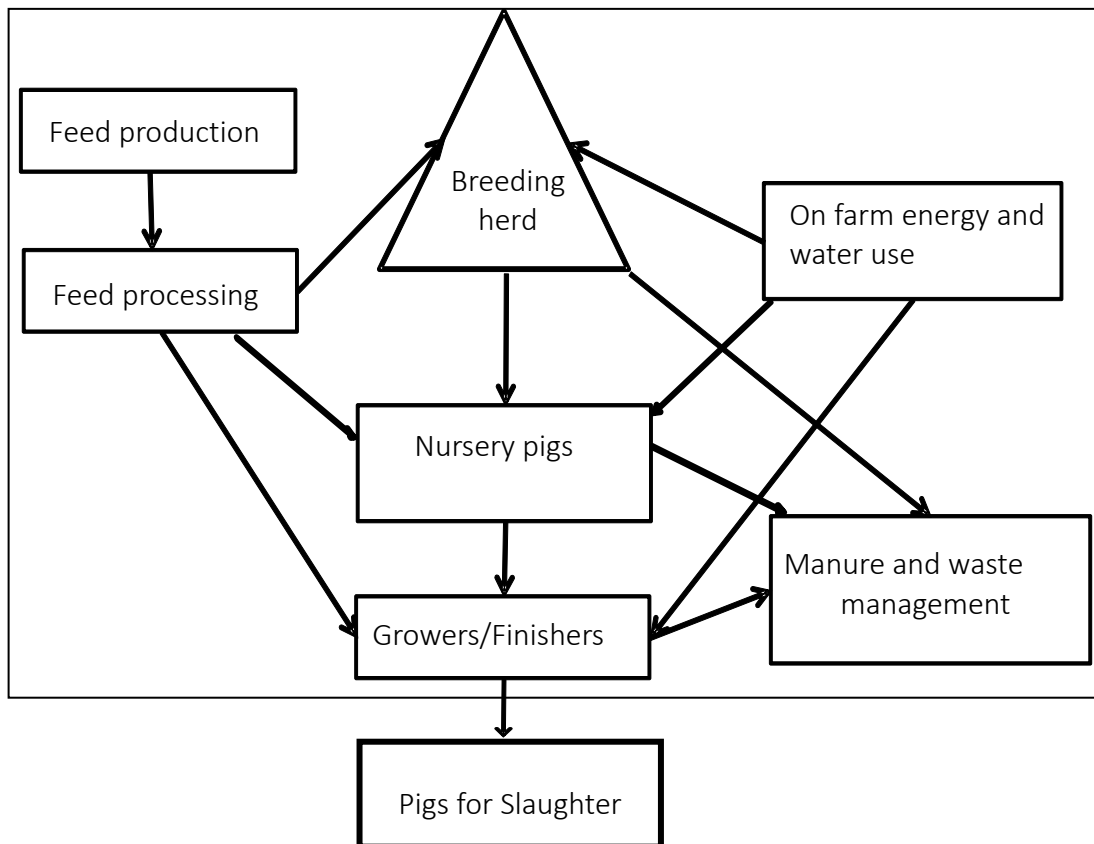 Feed production
Breeding
herd
On farm energy and
water use
Feed processing
Nursery pigs
Manure and waste
management
Growers/Finishers
Pigs for Slaughter